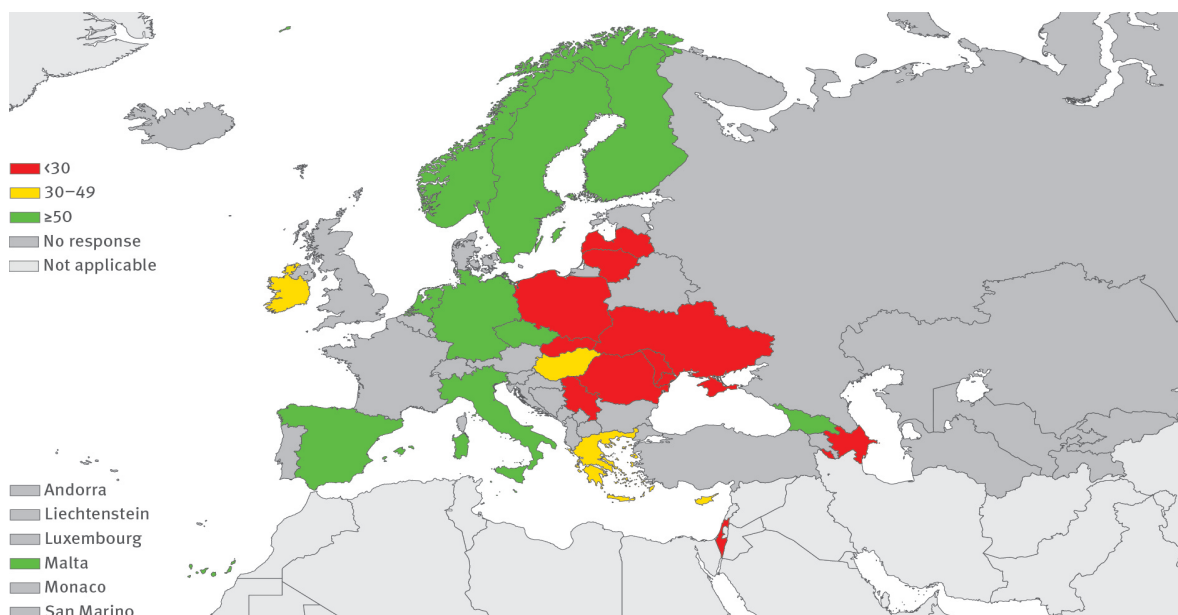 <30
30–49
≥50
No response
Not applicable
Andorra
Liechtenstein
Luxembourg
Malta
Monaco
San Marino